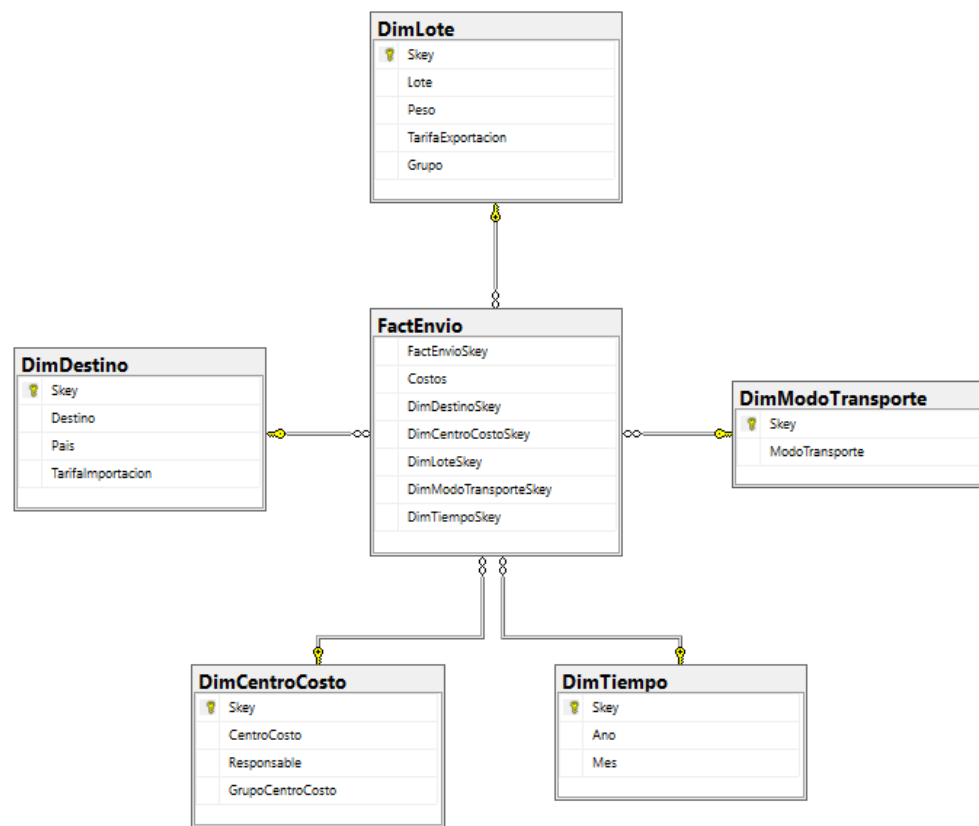 DimLote
Skey
Lote
Peso
TarifaExportacion
Grupo
FactEnvio
FactEnvioSkey
Costos
DimDestinoSkey
DimCentroCostoSkey
DimLoteSkey
DimModoTransporteSkey
DimTiempoSkey
DimDestino
Skey
Destino
Pais
TarifaImportacion
DimModoTransporte
Skey
ModoTransporte
DimCentroCosto
Skey
CentroCosto
Responsable
GrupoCentroCosto
DimTiempo
Skey
Ano
Mes